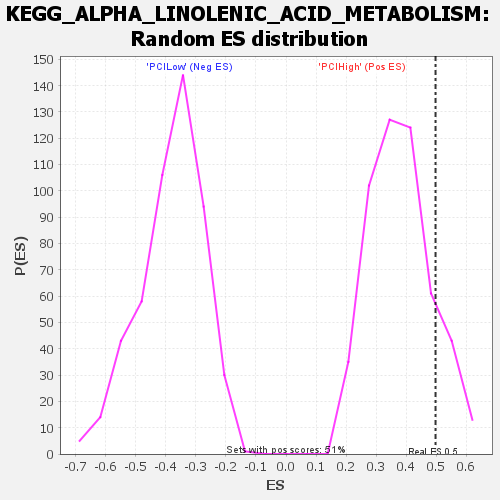 KEGG_ALPHA_LINOLENIC_ACID_METABOLISM:
Random ES distribution
'PCILow' (Neg ES)
'PCIHigh' (Pos ES)
150
140
130
120
110
100
90
80
70
60
50
40
30
20
10
0
P(ES)
Sets with pos scores: 51%
Real ES 0.5
-0.7 -0.6 -0.5 -0.4 -0.3 -0.2 -0.1 0.0 0.1 0.2 0.3 0.4 0.5 0.6
ES